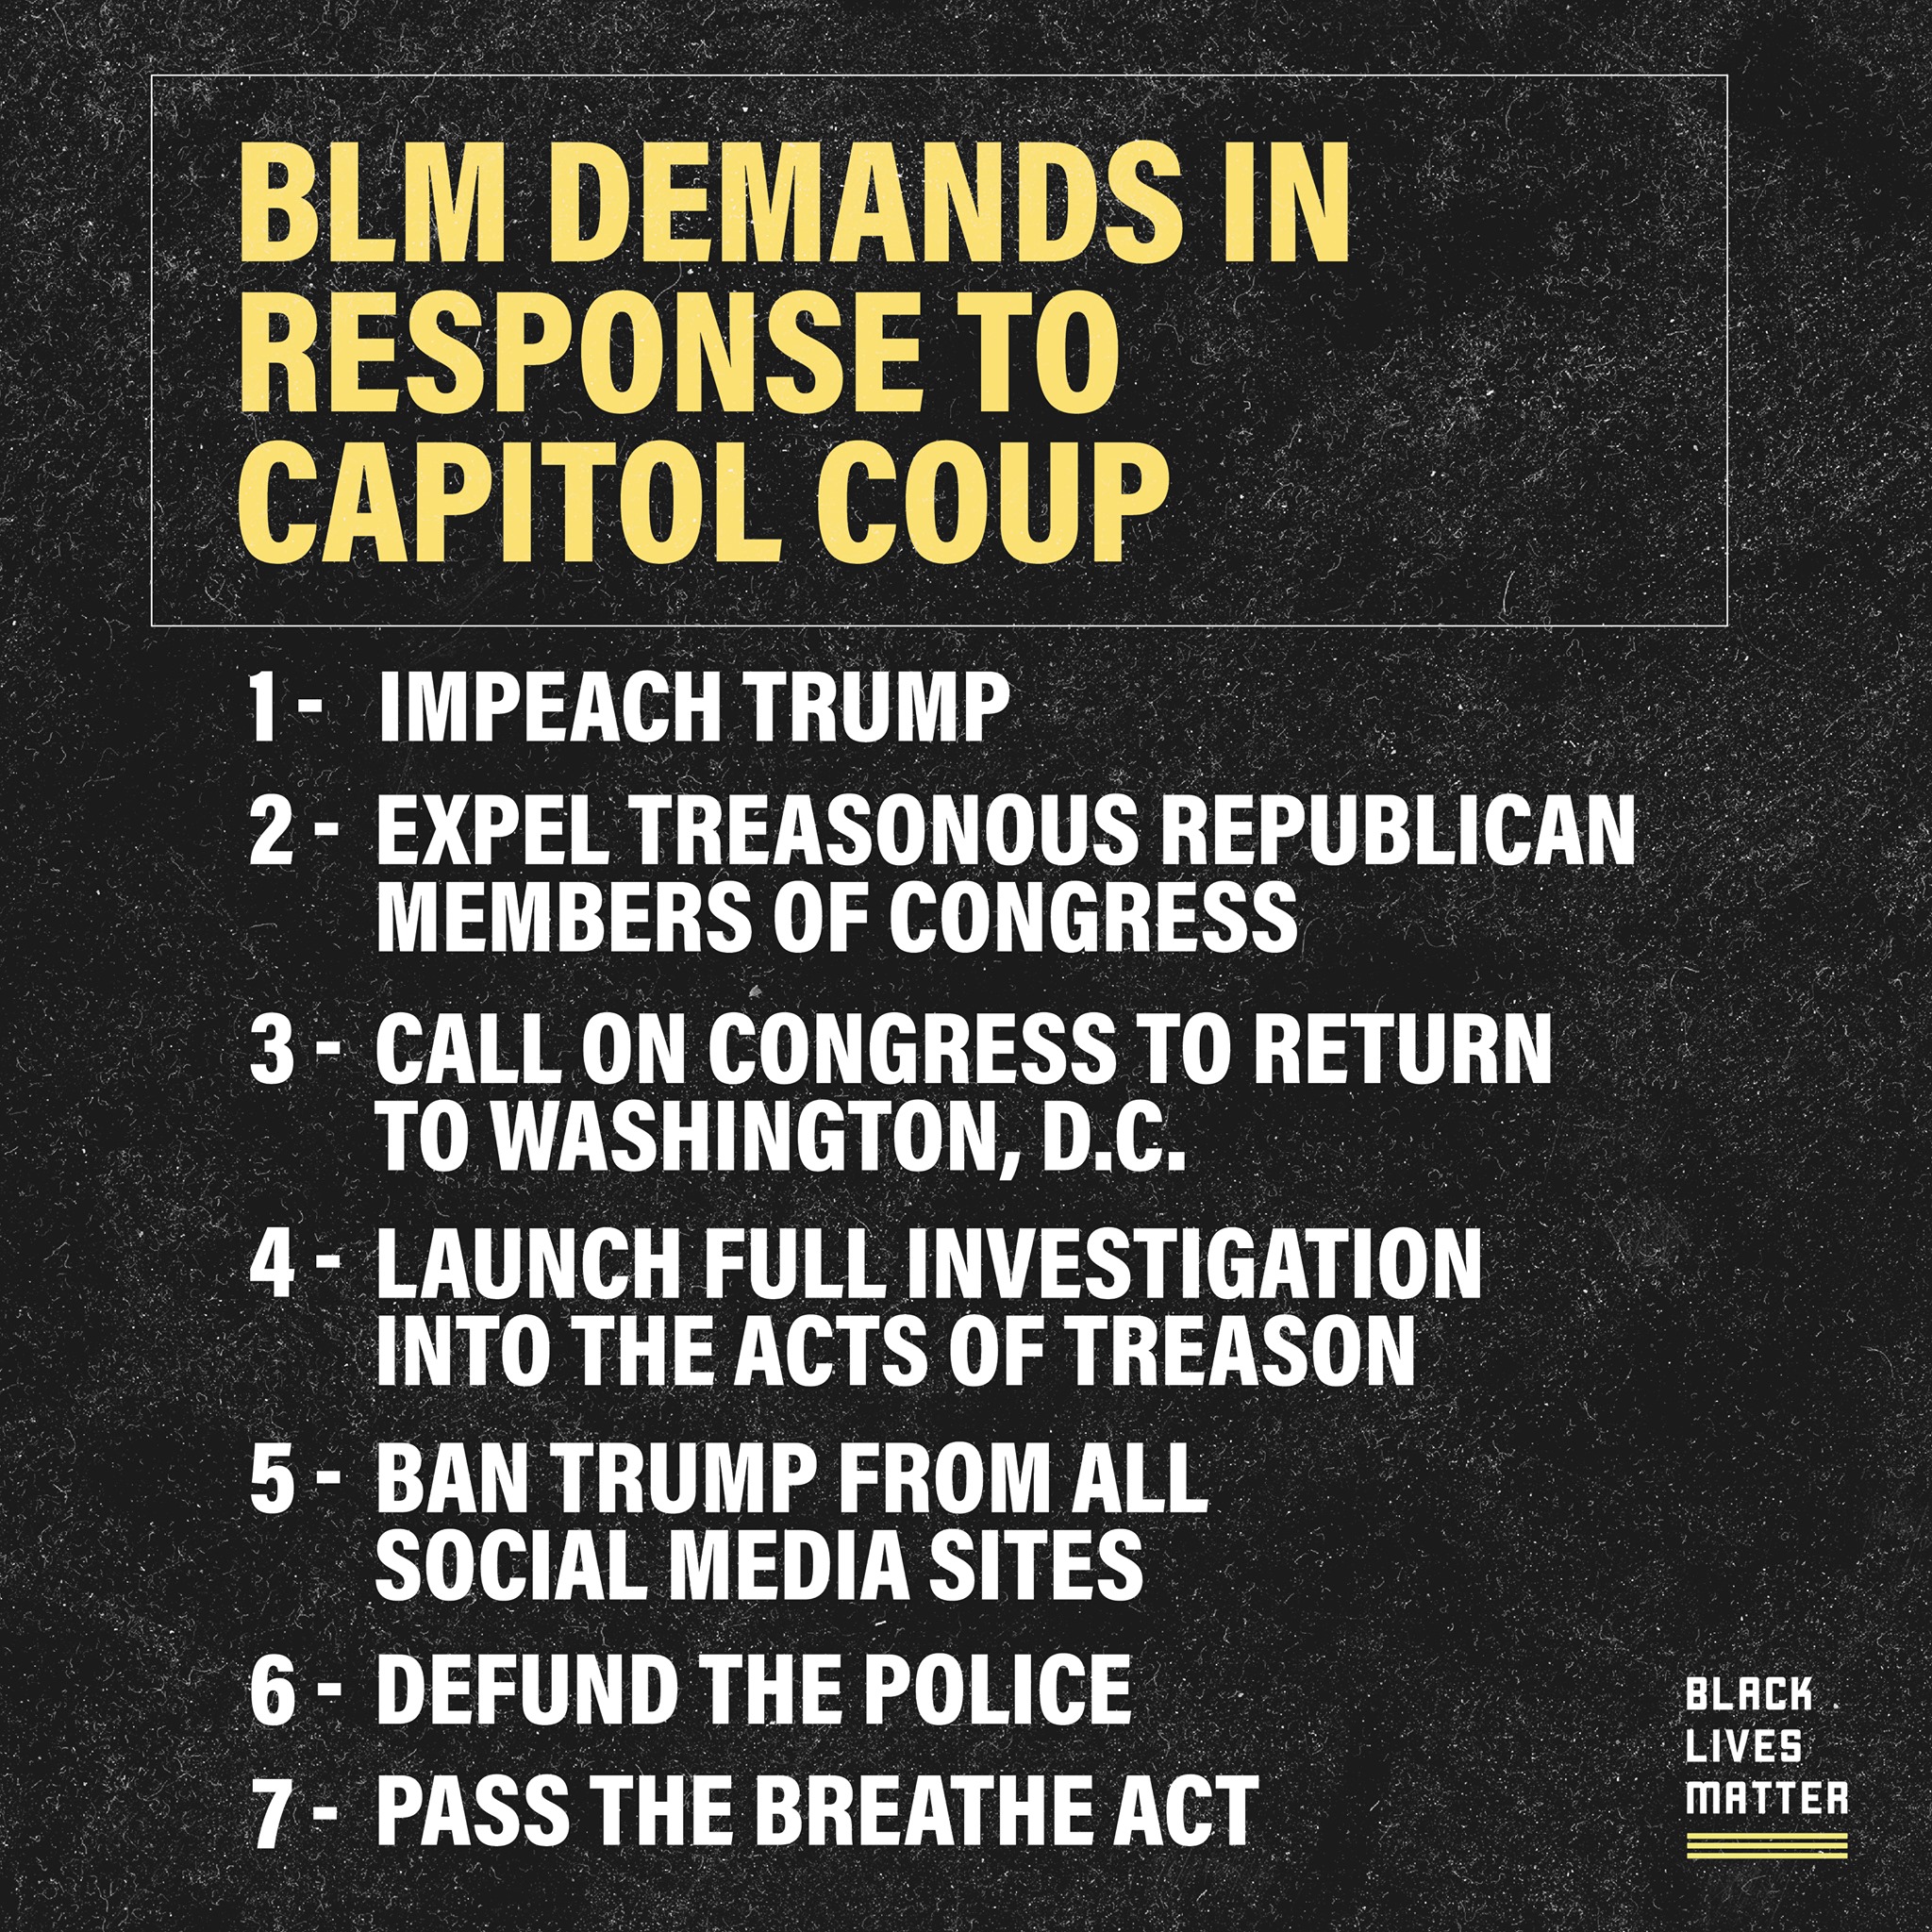 BLM DEMANDS IN
RESPONSE TO
CAPITOL COUP
1 - IMPEACH TRUMP
2 - EXPEL TREASONOUS REPUBLICAN
MEMBERS OF CONGRESS
3 - CALL ON CONGRESS TO RETURN
TO WASHINGTON, D.C.
4 - LAUNCH FULL INVESTIGATION
INTO THE ACTS OF TREASON
5 - BAN TRUMP FROM ALL
SOCIAL MEDIA SITES
6 - DEFUND THE POLICE
7 - PASS THE BREATHE ACT
BLACK
LIVES
MATTER